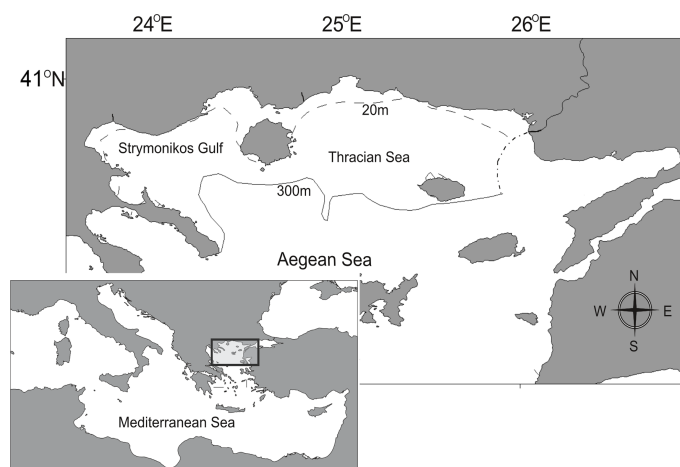 24°E 25°E 26°E
41°N
20m
Strymonikos Gulf
Thracian Sea
300m
Aegean Sea
N
W E
S
Mediterranean Sea